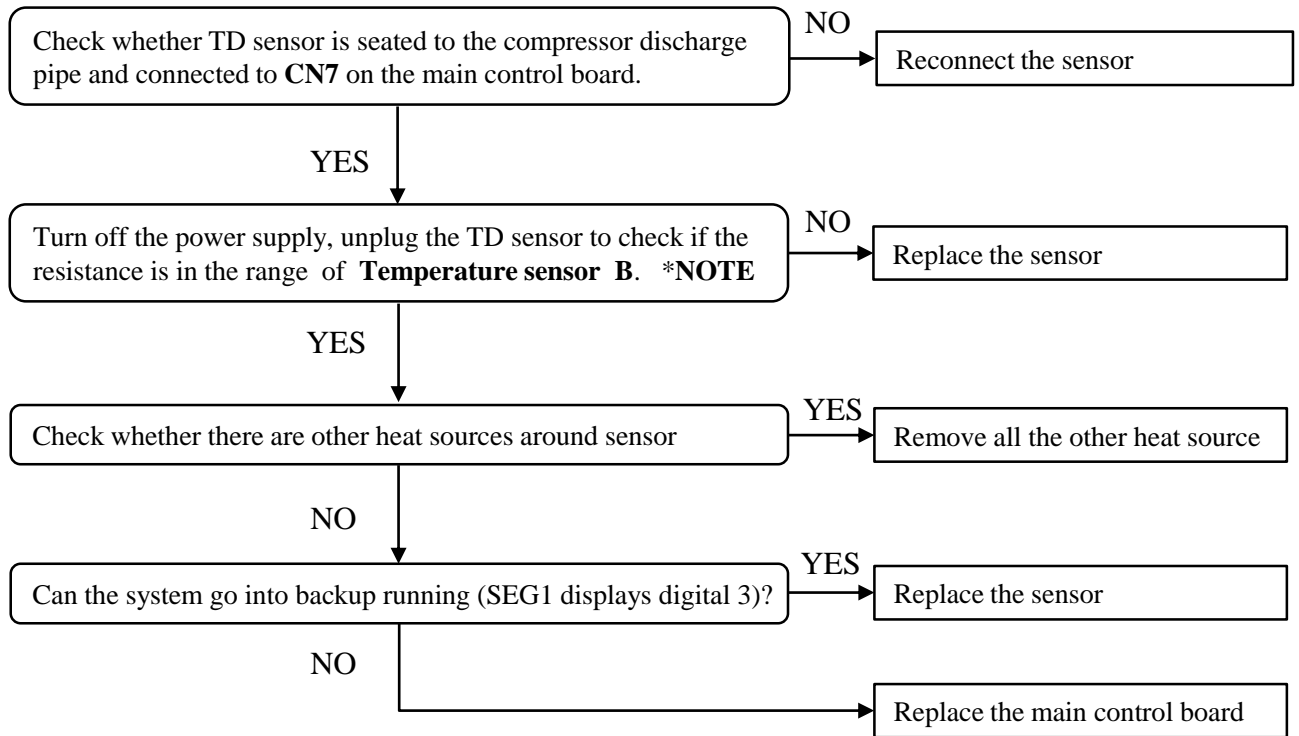 NO
Check whether TD sensor is seated to the compressor discharge
pipe and connected to CN7 on the main control board.
Reconnect the sensor
YES
NO
Turn off the power supply, unplug the TD sensor to check if the
resistance is in the range of Temperature sensor B. *NOTE
Replace the sensor
YES
YES
Check whether there are other heat sources around sensor
Remove all the other heat source
NO
YES
Can the system go into backup running (SEG1 displays digital 3)?
Replace the sensor
NO
Replace the main control board